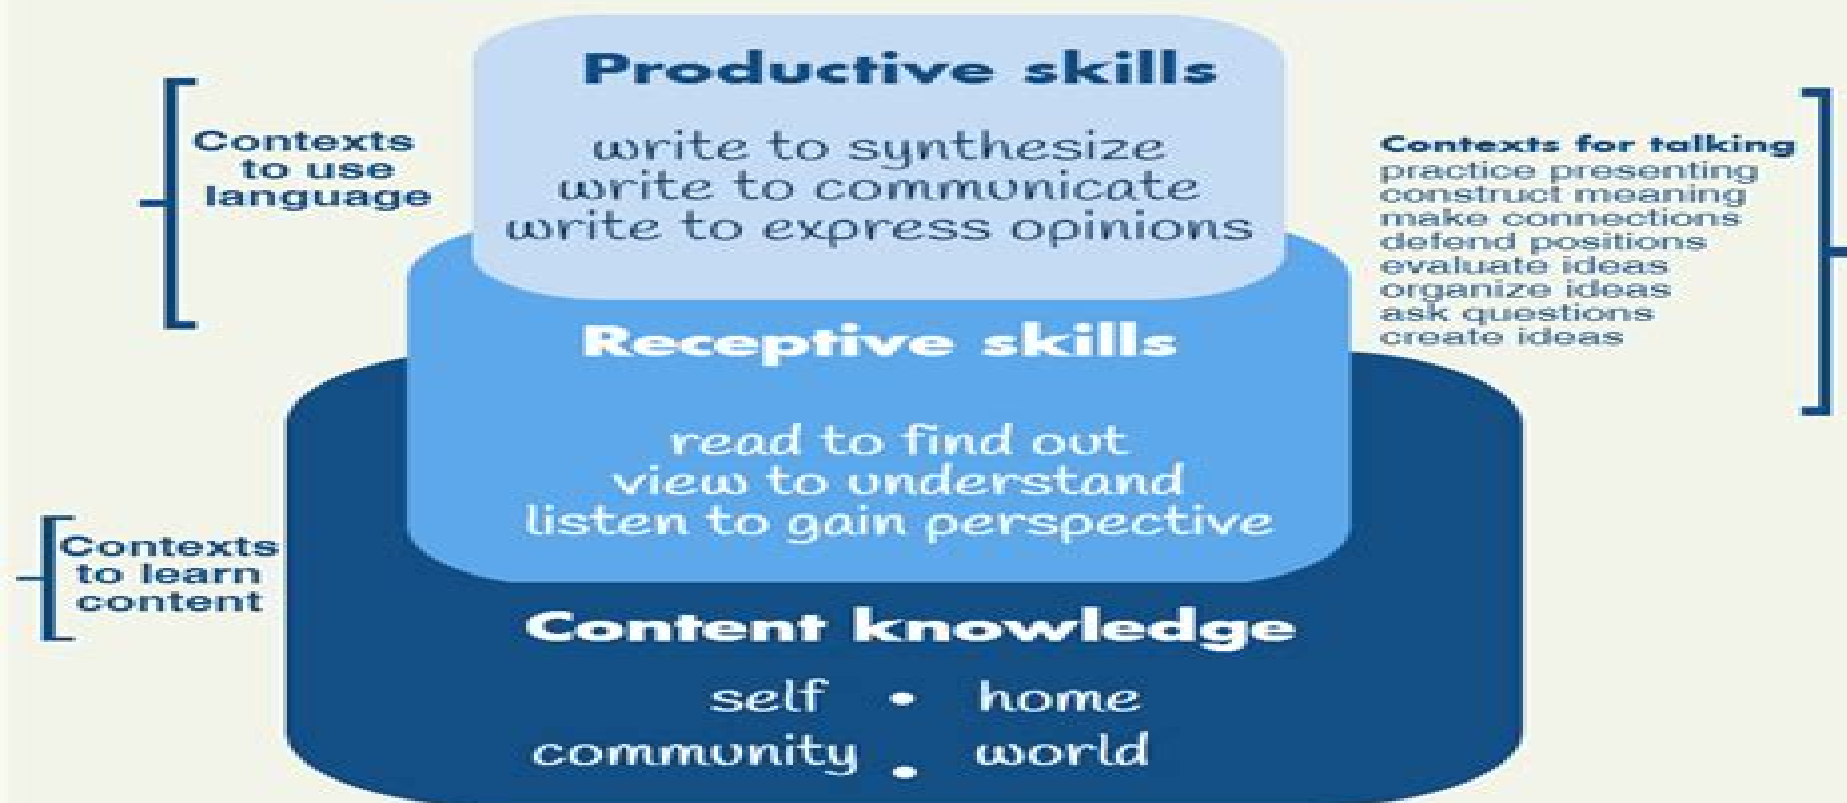 Productive skills
write to synthesize
write to communicate
write to express opinions
Contexts
to use
language
Contexts for talking
practice presenting
construct meaning
make connections
defend positions
evaluate ideas
organize ideas
ask questions
create ideas
Receptive skills
read to find out
view to understand
listen to gain perspective
Contexts
to learn
content
Content knowledge
self • home
community • world